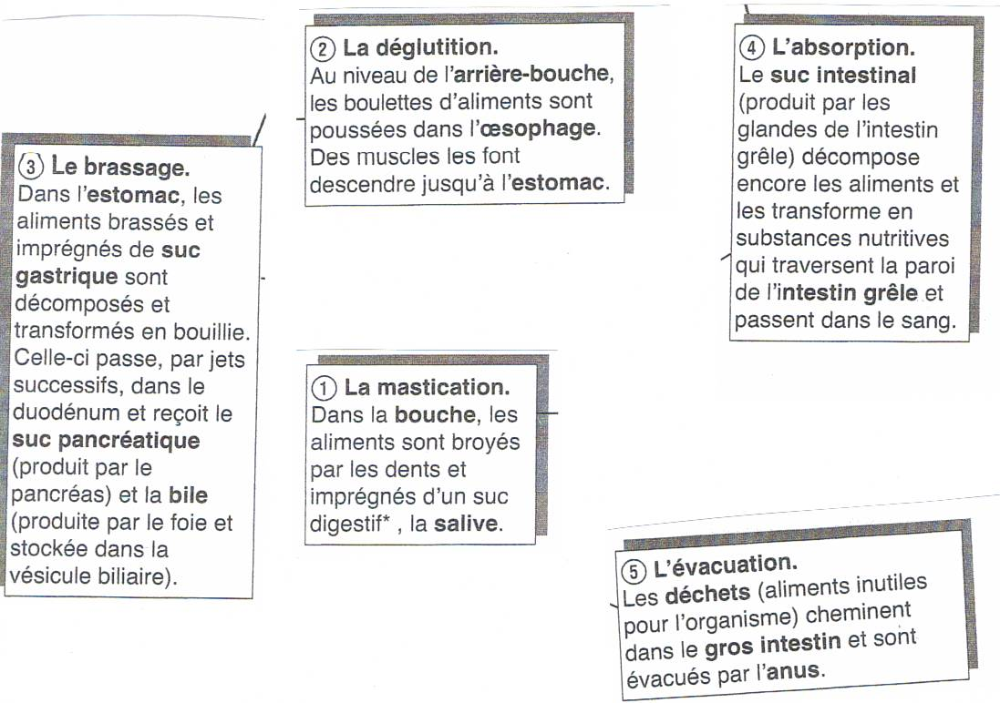 ① La mastication.
Dans la bouche, les
aliments sont broyés
par les dents et
imprégnés d'un suc
digestif* , la salive.
② La déglutition.
Au niveau de l'arrière-bouche,
les boulettes d'aliments sont
poussées dans l'œsophage.
Des muscles les font
descendre jusqu'à l'estomac.
③ Le brassage.
Dans l'estomac, les
aliments brassés et
imprégnés de suc
gastrique sont
décomposés et
transformés en bouillie.
Celle-ci passe, par jets
successifs, dans le
duodénum et reçoit le
suc pancréatique
(produit par le
pancréas) et la bile
(produite par le foie et
stockée dans la
vésicule biliaire).
④ L'absorption.
Le suc intestinal
(produit par les
glandes de l'intestin
grêle) décompose
encore les aliments et
les transforme en
substances nutritives
qui traversent la paroi
de l'intestin grêle et
passent dans le sang.
⑤ L'évacuation.
Les déchets (aliments inutiles
pour l'organisme) cheminent
dans le gros intestin et sont
évacués par l'anus.